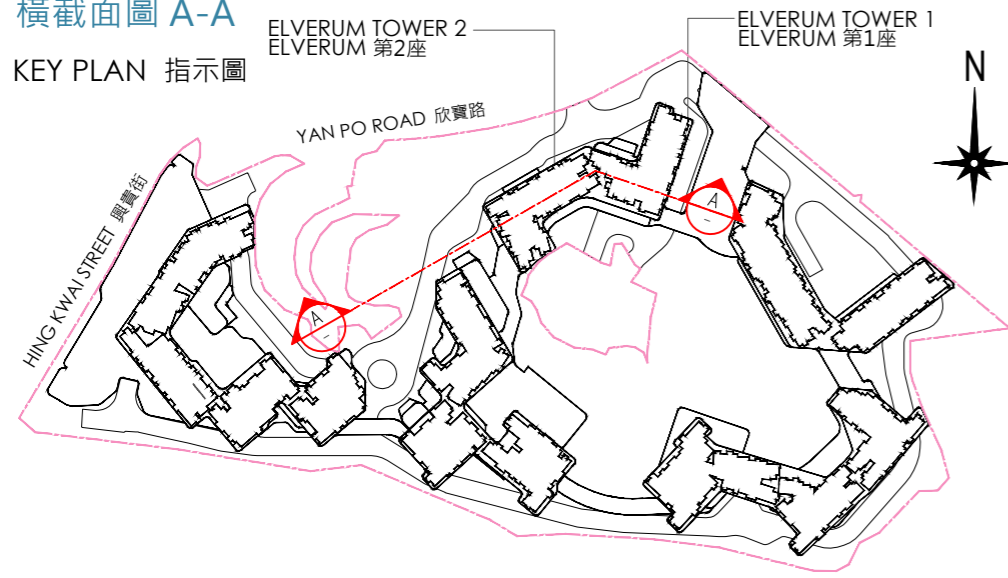 橫截面圖 A-A
KEY PLAN 指示圖
ELVERUM TOWER 2
ELVERUM 第2座
ELVERUM TOWER 1
ELVERUM 第1座
N
YAN PO ROAD 欣寶路
HING KWAI STREET 興貴街
A
-
A
-